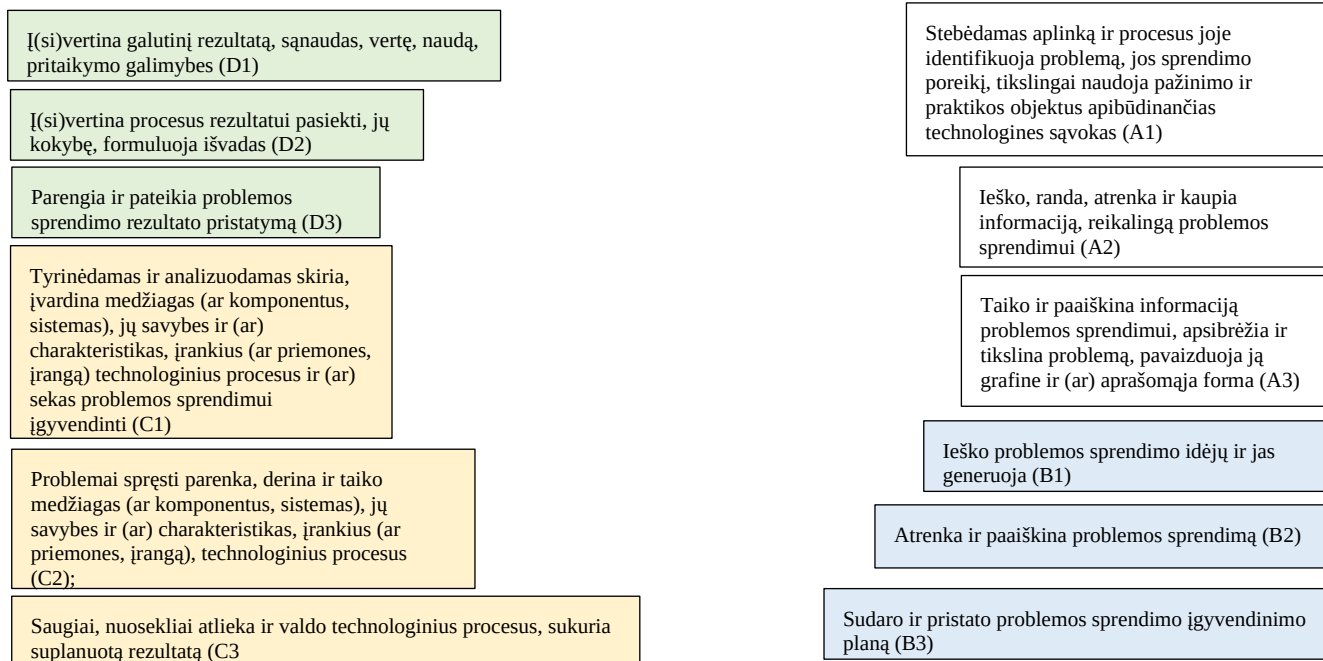 Į(si)vertina galutinį rezultatą, sąnaudas, vertę, naudą,
pritaikymo galimybes (D1)
Į(si)vertina procesus rezultatui pasiekti, jų
kokybę, formuluoja išvadas (D2)
Parengia ir pateikia problemos
sprendimo rezultato pristatymą (D3)
Tyrinėdamas ir analizuodamas skiria,
įvardina medžiagas (ar komponentus,
sistemas), jų savybes ir (ar)
charakteristikas, įrankius (ar priemones,
įrangą) technologinius procesus ir (ar)
sekas problemos sprendimui
įgyvendinti (C1)
Problemai spręsti parenka, derina ir taiko
medžiagas (ar komponentus, sistemas), jų
savybes ir (ar) charakteristikas, įrankius (ar
priemones, įrangą), technologinius procesus
(C2);
Saugiai, nuosekliai atlieka ir valdo technologinius procesus, sukuria
suplanuotą rezultatą (C3
Stebėdamas aplinką ir procesus joje
identifikuoja problemą, jos sprendimo
poreikį, tikslingai naudoja pažinimo ir
praktikos objektus apibūdinančias
technologines sąvokas (A1)
Ieško, randa, atrenka ir kaupia
informaciją, reikalingą problemos
sprendimui (A2)
Taiko ir paaiškina informaciją
problemos sprendimui, apsibrėžia ir
tikslina problemą, pavaizduoja ją
grafine ir (ar) aprašomąja forma (A3)
Ieško problemos sprendimo idėjų ir jas
generuoja (B1)
Atrenka ir paaiškina problemos sprendimą (B2)
Sudaro ir pristato problemos sprendimo įgyvendinimo
planą (B3)